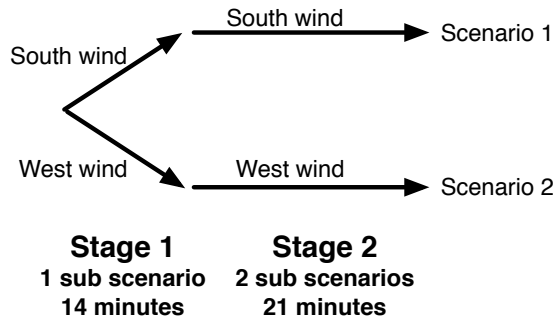 South wind
Scenario 1
South wind
West wind
West wind
Scenario 2
Stage 1
1 sub scenario
14 minutes
Stage 2
2 sub scenarios
21 minutes